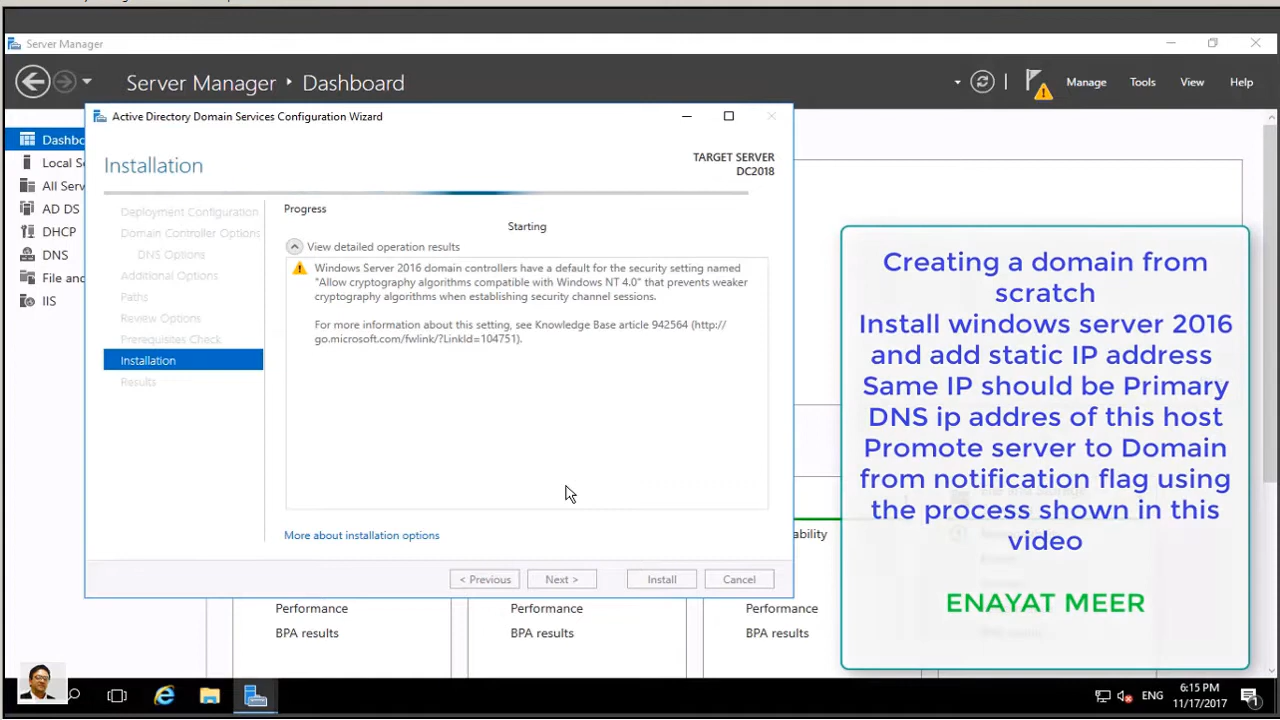 Server Manager
Server Manager ‣ Dashboard
Manage Tools View Help
Dashbo
Local S
All Serv
AD DS
DHCP
DNS
File and
IIS
Active Directory Domain Services Configuration Wizard
Installation
TARGET SERVER
DC2018
Deployment Configuration
Domain Controller Options
DNS Options
Additional Options
Paths
Review Options
Prerequisites Check
Installation
Results
Progress
Starting
View detailed operation results
Windows Server 2016 domain controllers have a default for the security setting named
"Allow cryptography algorithms compatible with Windows NT 4.0" that prevents weaker
cryptography algorithms when establishing security channel sessions.
For more information about this setting, see Knowledge Base article 942564 (http://
go.microsoft.com/fwlink/?LinkId=104751).
More about installation options
< Previous Next > Install Cancel
Creating a domain from
scratch
Install windows server 2016
and add static IP address
Same IP should be Primary
DNS ip addres of this host
Promote server to Domain
from notification flag using
the process shown in this
video
ENAYAT MEER
ability
Performance Performance Performance
BPA results BPA results BPA results
ENG
6:15 PM
11/17/2017
1